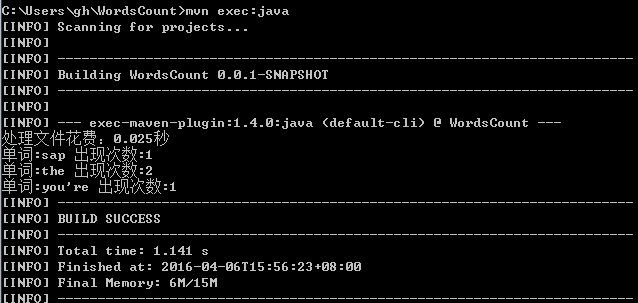 C:\Users\gh\WordsCount>mvn exec:java
[INFO] Scanning for projects...
[INFO]
[INFO] ------------------------------------------------------------------------
[INFO] Building WordsCount 0.0.1-SNAPSHOT
[INFO] ------------------------------------------------------------------------
[INFO]
[INFO] --- exec-maven-plugin:1.4.0:java (default-cli) @ WordsCount ---
处理文件花费：0.025秒
单词:sap 出现次数:1
单词:the 出现次数:2
单词:you're 出现次数:1
[INFO] ------------------------------------------------------------------------
[INFO] BUILD SUCCESS
[INFO] ------------------------------------------------------------------------
[INFO] Total time: 1.141 s
[INFO] Finished at: 2016-04-06T15:56:23+08:00
[INFO] Final Memory: 6M/15M
[INFO] ------------------------------------------------------------------------